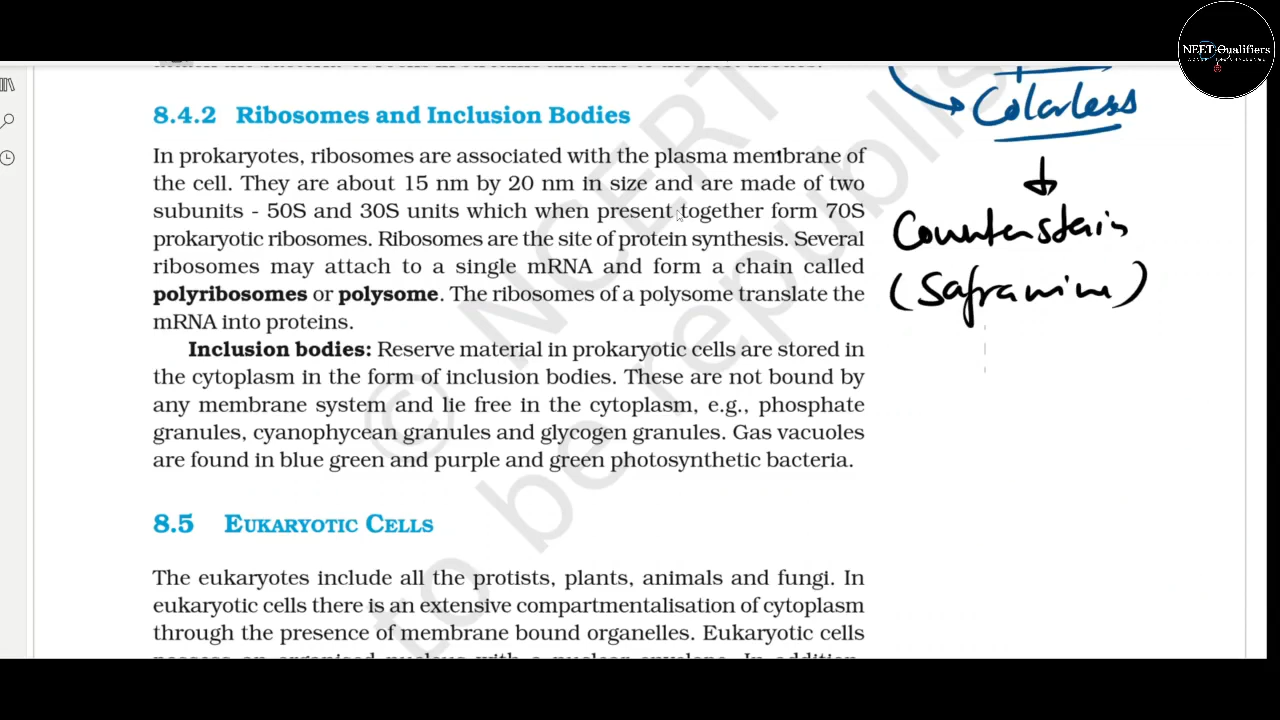 NEET-Qualifiers
Colorless
8.4.2 Ribosomes and Inclusion Bodies
In prokaryotes, ribosomes are associated with the plasma membrane of
the cell. They are about 15 nm by 20 nm in size and are made of two
subunits - 50S and 30S units which when present together form 70S
prokaryotic ribosomes. Ribosomes are the site of protein synthesis. Several
ribosomes may attach to a single mRNA and form a chain called
polyribosomes or polysome. The ribosomes of a polysome translate the
mRNA into proteins.
Counterstain
(Safranine)
Inclusion bodies: Reserve material in prokaryotic cells are stored in
the cytoplasm in the form of inclusion bodies. These are not bound by
any membrane system and lie free in the cytoplasm, e.g., phosphate
granules, cyanophycean granules and glycogen granules. Gas vacuoles
are found in blue green and purple and green photosynthetic bacteria.
8.5 EUKARYOTIC CELLS
The eukaryotes include all the protists, plants, animals and fungi. In
eukaryotic cells there is an extensive compartmentalisation of cytoplasm
through the presence of membrane bound organelles. Eukaryotic cells
© NCERT
to be republis